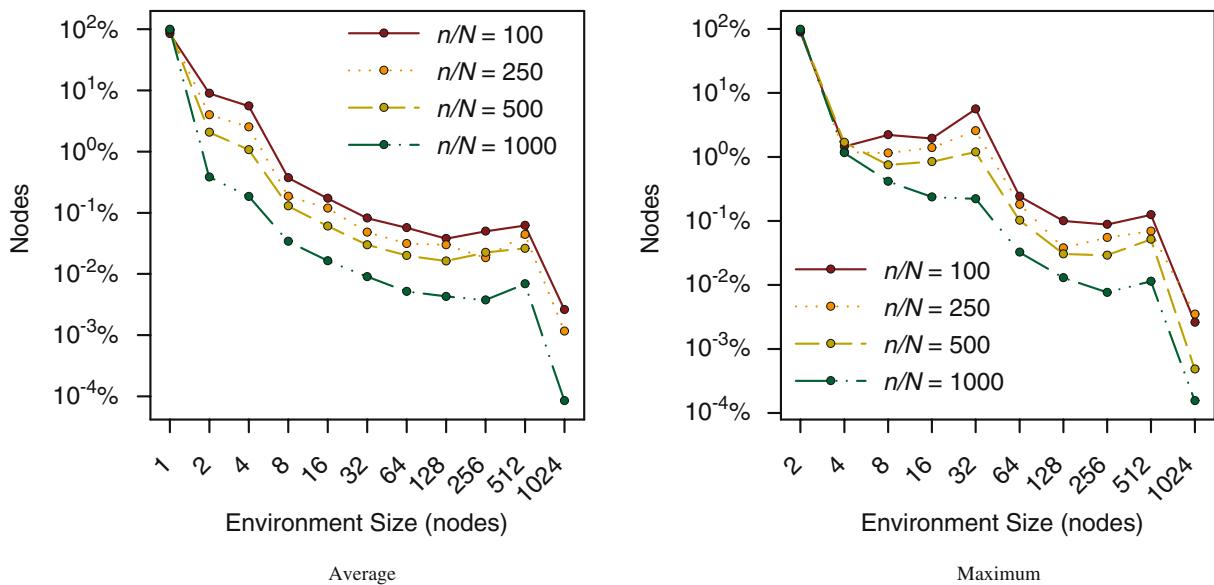 10²%
10¹%
10⁰%
10⁻¹%
10⁻²%
10⁻³%
10⁻⁴%
Nodes
n/N = 100
n/N = 250
n/N = 500
n/N = 1000
1
2
4
8
16
32
64
128
256
512
1024
Environment Size (nodes)
Average
10²%
10¹%
10⁰%
10⁻¹%
10⁻²%
10⁻³%
10⁻⁴%
Nodes
n/N = 100
n/N = 250
n/N = 500
n/N = 1000
2
4
8
16
32
64
128
256
512
1024
Environment Size (nodes)
Maximum